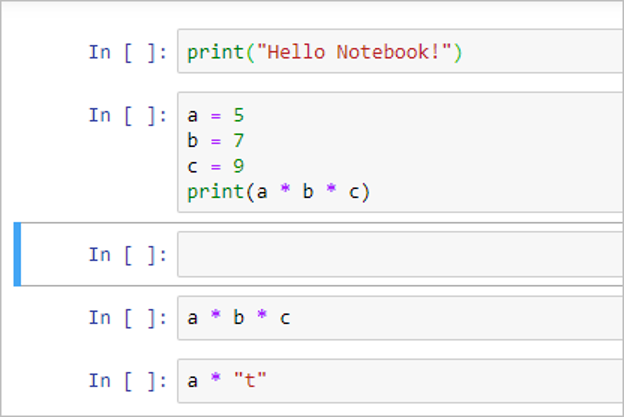 In [ ]: print("Hello Notebook!")
In [ ]: a = 5
b = 7
c = 9
print(a * b * c)
In [ ]:
In [ ]: a * b * c
In [ ]: a * "t"